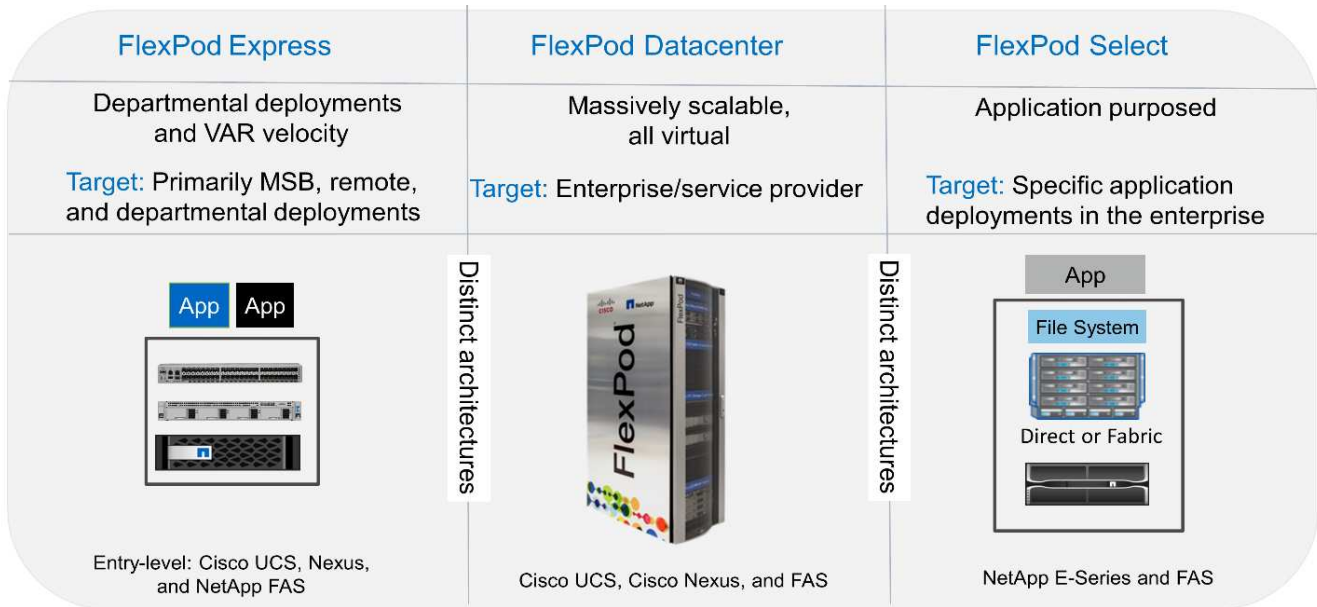 FlexPod Express
FlexPod Datacenter
FlexPod Select
Departmental deployments
and VAR velocity
Massively scalable,
all virtual
Application purposed
Target: Primarily MSB, remote,
and departmental deployments
Target: Enterprise/service provider
Target: Specific application
deployments in the enterprise
App
App
Distinct architectures
CISCO
NetApp
FlexPod
FlexPod
Distinct architectures
App
File System
Direct or Fabric
Entry-level: Cisco UCS, Nexus,
and NetApp FAS
Cisco UCS, Cisco Nexus, and FAS
NetApp E-Series and FAS